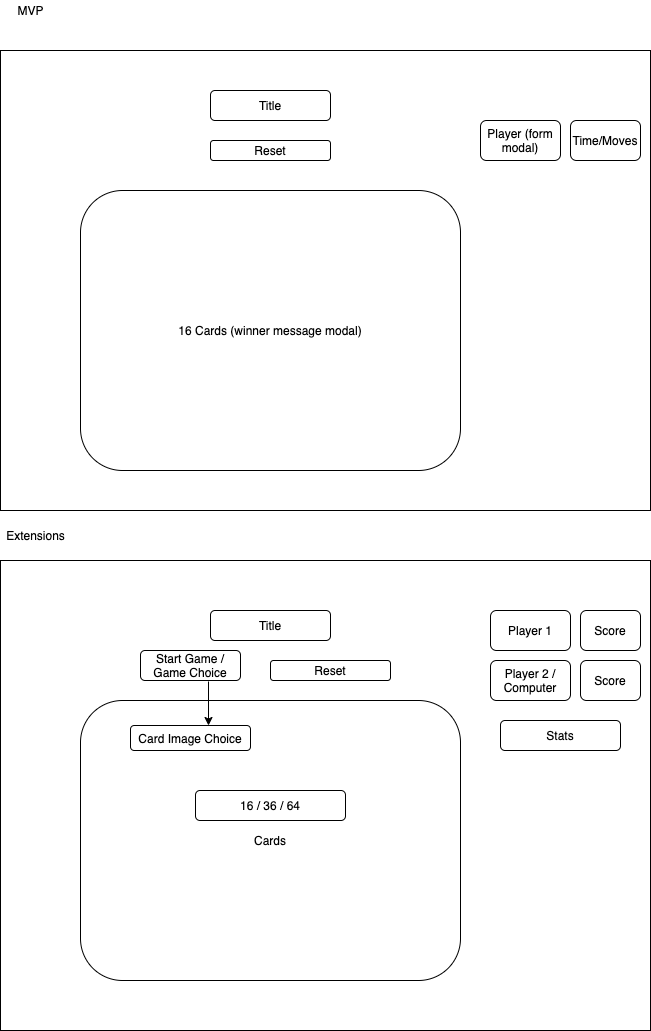 MVP
Title
Reset
Player (form
modal)
Time/Moves
16 Cards (winner message modal)
Extensions
Title
Start Game /
Game Choice
Reset
Player 1
Score
Player 2 /
Computer
Score
Stats
Card Image Choice
16 / 36 / 64
Cards